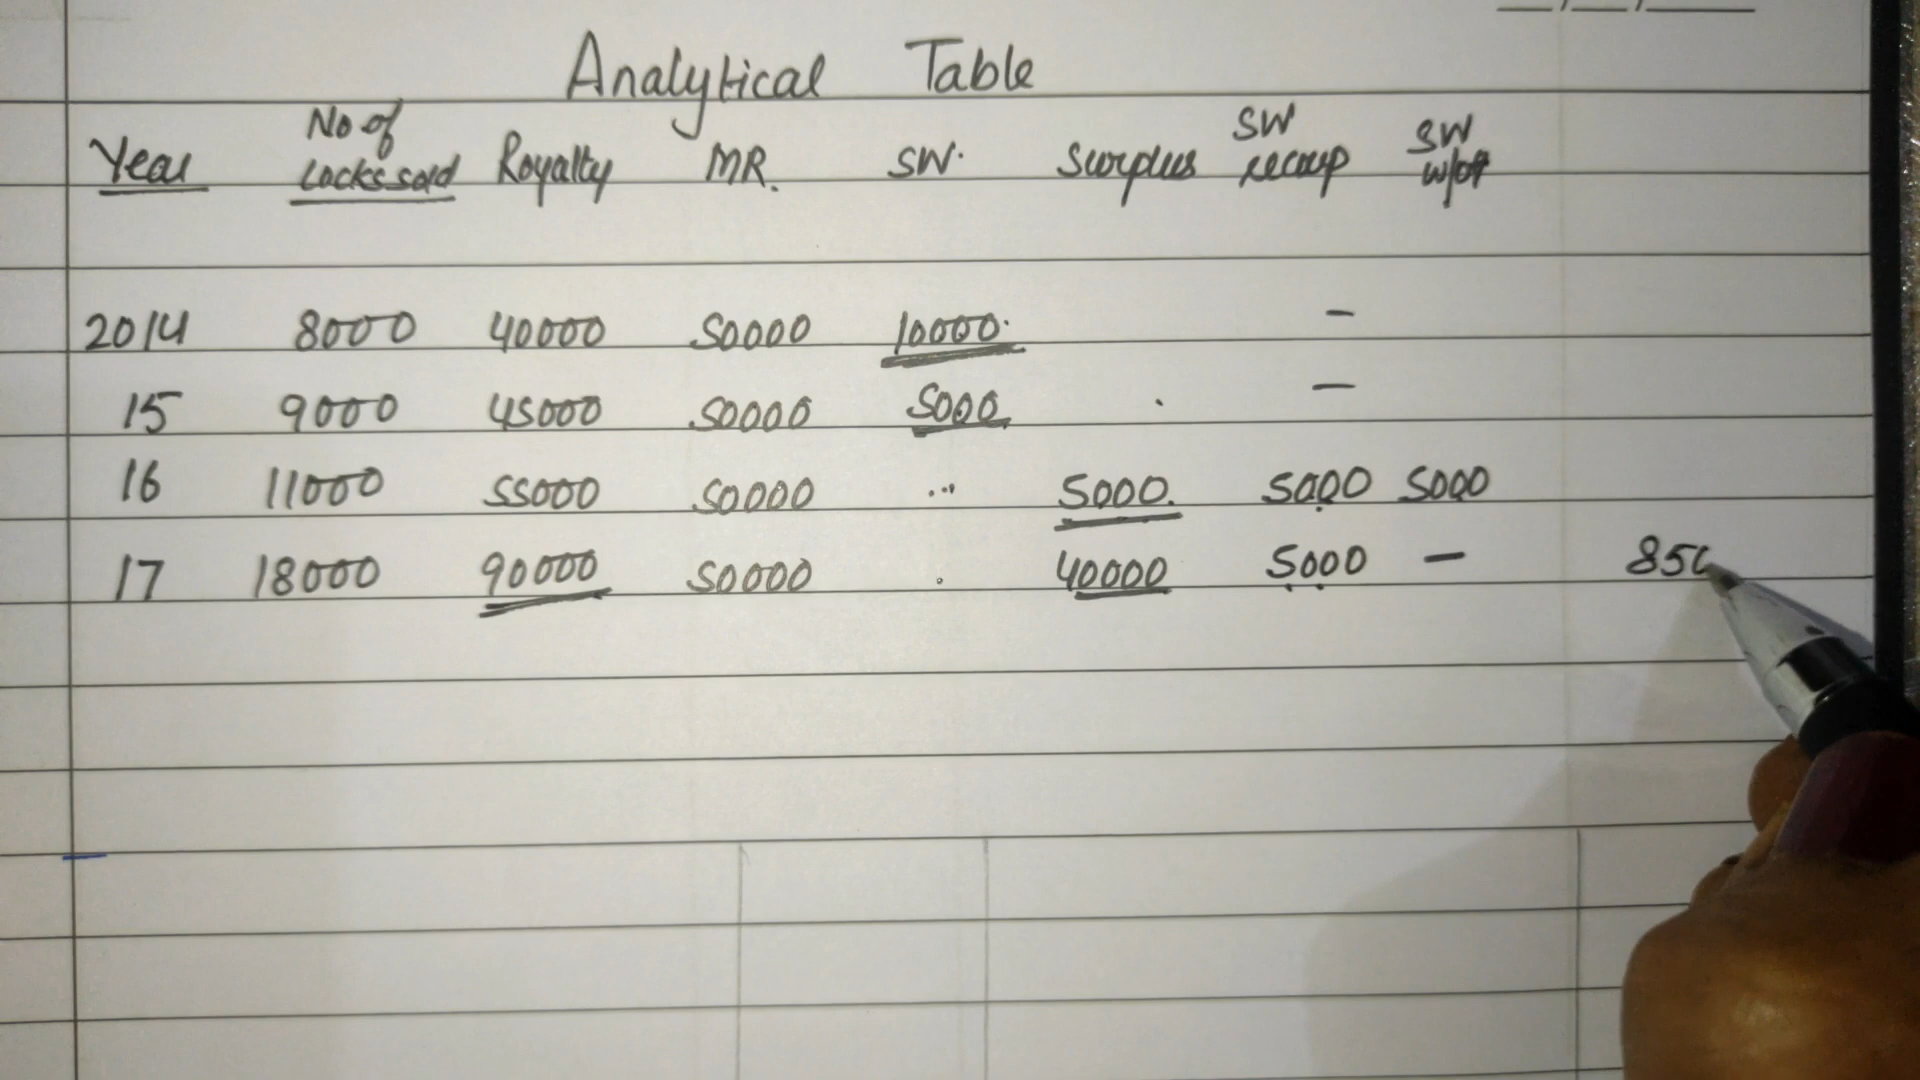 Analytical Table
Year No of Locks sold Royalty MR. SW. Surplus SW recoup SW w/off
2014 8000 40000 50000 10000. -
15 9000 45000 50000 5000. . -
16 11000 55000 50000 ... 5000. 5000 5000
17 18000 90000 50000 . 40000 5000 - 850